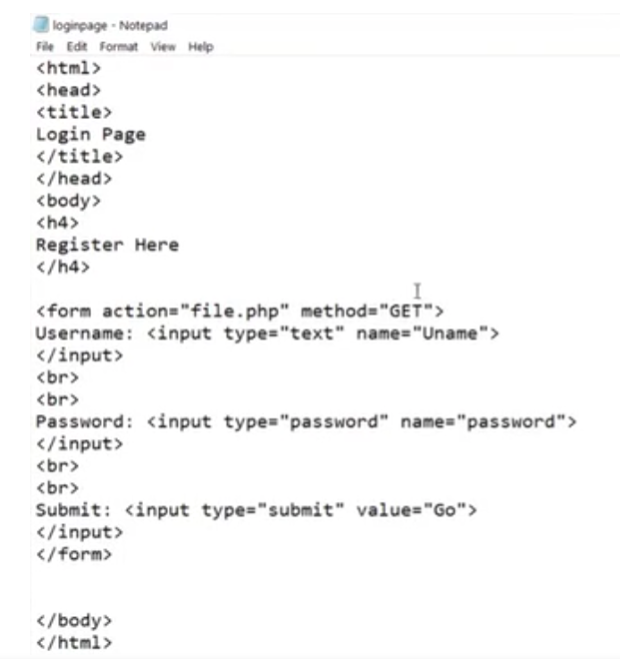 loginpage - Notepad
File Edit Format View Help
<html>
<head>
<title>
Login Page
</title>
</head>
<body>
<h4>
Register Here
</h4>
<form action="file.php" method="GET">
Username: <input type="text" name="Uname">
</input>
<br>
<br>
Password: <input type="password" name="password">
</input>
<br>
<br>
Submit: <input type="submit" value="Go">
</input>
</form>
</body>
</html>